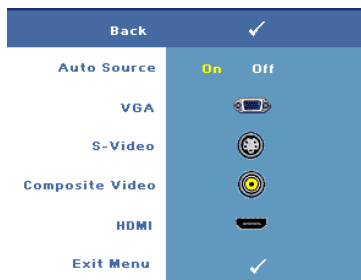 Back
Auto Source On Off
VGA
S-Video
Composite Video
HDMI
Exit Menu